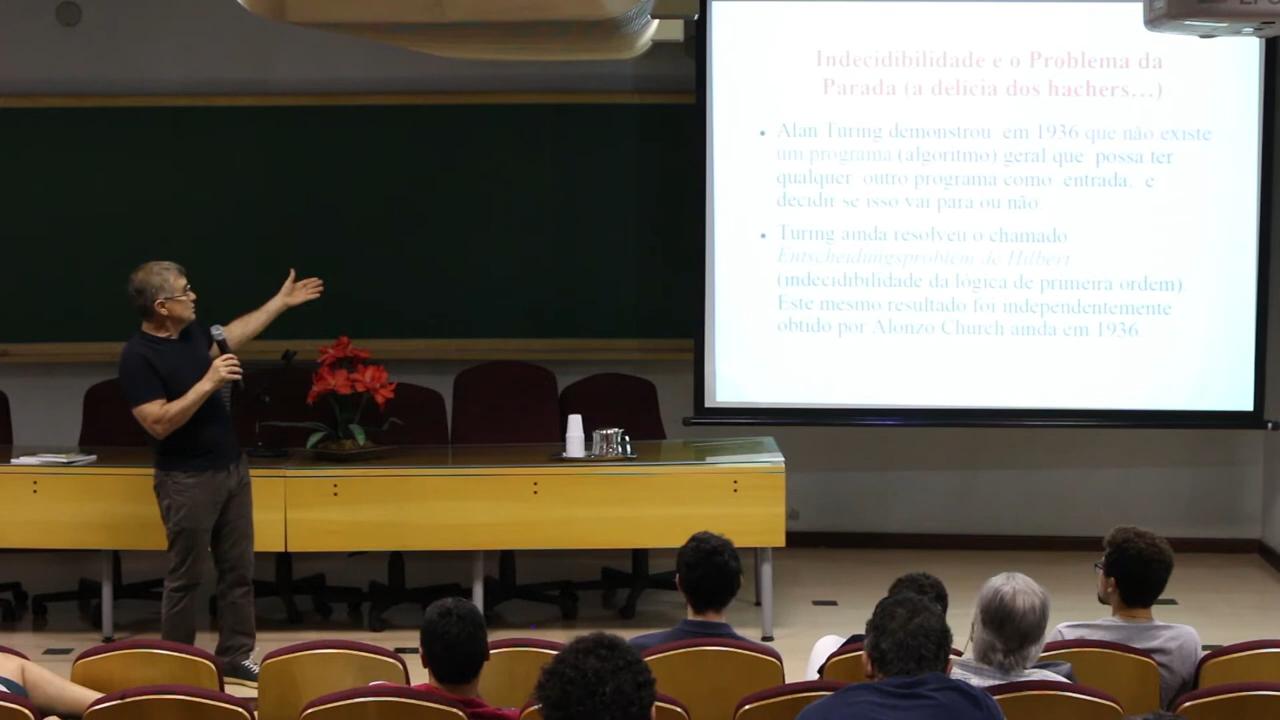 Indecidibilidade e o Problema da
Parada (a delícia dos hachers…)
• Alan Turing demonstrou em 1936 que não existe
um programa (algoritmo) geral que possa ter
qualquer outro programa como entrada, e
decidir se isso vai para ou não.
• Turing ainda resolveu o chamado
Entscheidungsproblem de Hilbert
(indecidibilidade da lógica de primeira ordem).
Este mesmo resultado foi independentemente
obtido por Alonzo Church ainda em 1936.